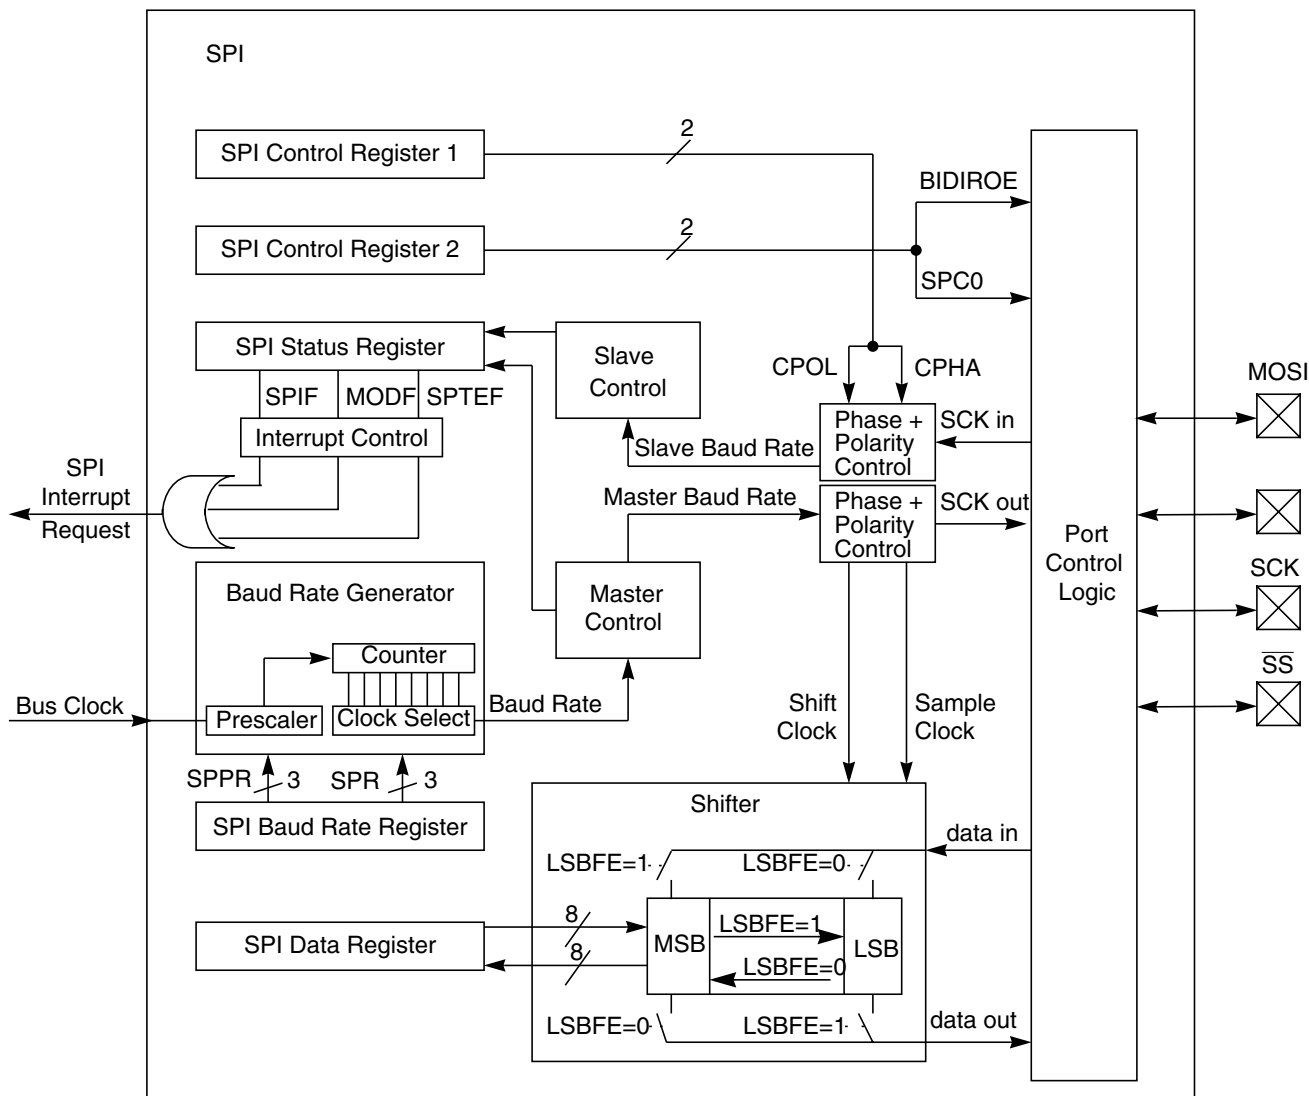 SPI
SPI Control Register 1
2
BIDIROE
SPI Control Register 2
2
SPC0
SPI Status Register
Slave
Control
CPOL
CPHA
MOSI
SPIF
MODF
SPTEF
Interrupt Control
Phase +
Polarity
Control
SCK in
Slave Baud Rate
SPI
Interrupt
Request
Master Baud Rate
Phase +
Polarity
Control
SCK out
Port
Control
Logic
Baud Rate Generator
Master
Control
SCK
Counter
SS
Bus Clock
Prescaler
Clock Select
Baud Rate
Shift
Clock
Sample
Clock
SPPR
3
SPR
3
SPI Baud Rate Register
Shifter
data in
LSBFE=1
LSBFE=0
SPI Data Register
8
8
MSB
LSBFE=1
LSBFE=0
LSB
LSBFE=0
LSBFE=1
data out